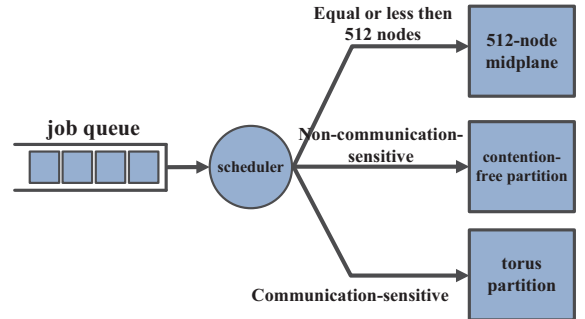 Equal or less then
512 nodes
512-node
midplane
job queue
Non-communication-
sensitive
scheduler
contention-
free partition
torus
partition
Communication-sensitive